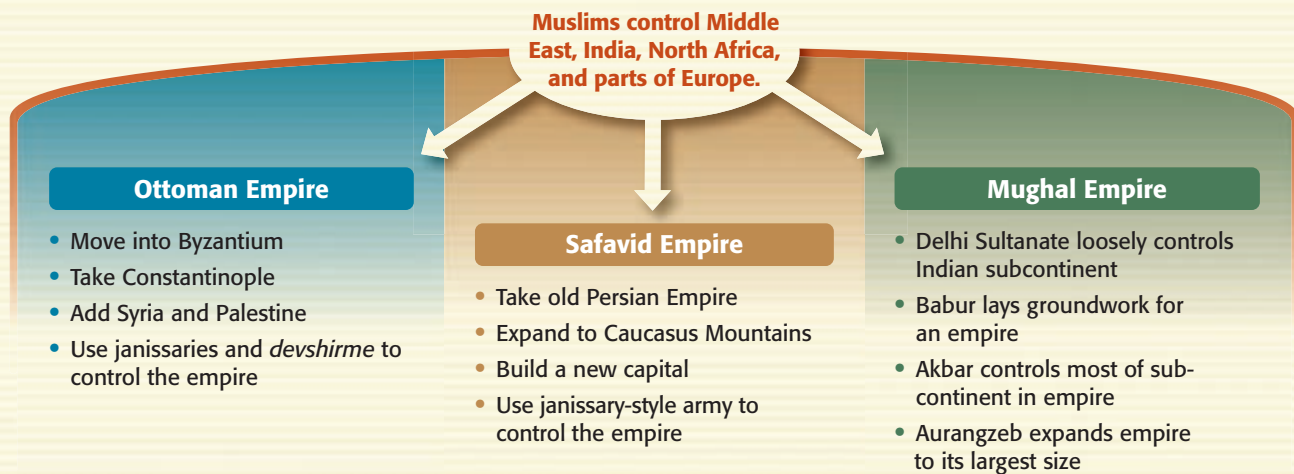 Muslims control Middle
East, India, North Africa,
and parts of Europe.
Ottoman Empire
• Move into Byzantium
• Take Constantinople
• Add Syria and Palestine
• Use janissaries and devshirme to
control the empire
Safavid Empire
• Take old Persian Empire
• Expand to Caucasus Mountains
• Build a new capital
• Use janissary-style army to
control the empire
Mughal Empire
• Delhi Sultanate loosely controls
Indian subcontinent
• Babur lays groundwork for
an empire
• Akbar controls most of sub-
continent in empire
• Aurangzeb expands empire
to its largest size